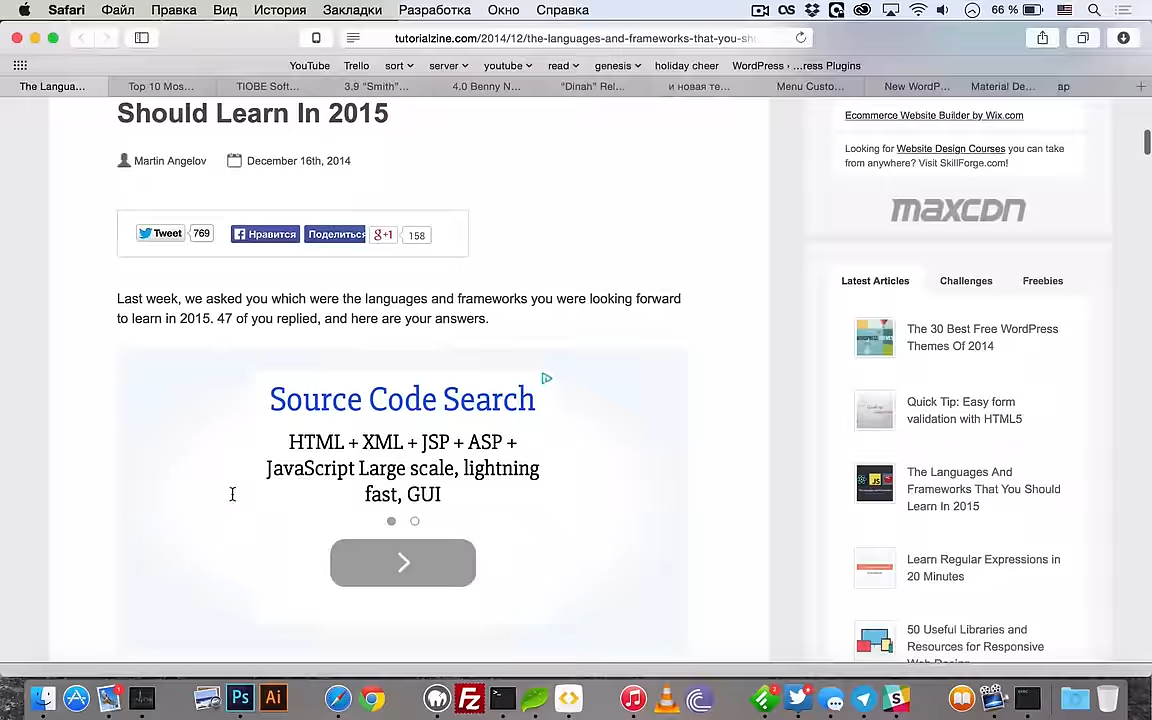 Safari Файл Правка Вид История Закладки Разработка Окно Справка 66 %
tutorialzine.com/2014/12/the-languages-and-frameworks-that-you-sh
YouTube Trello sort server youtube read genesis holiday cheer WordPress › ...ress Plugins
The Langua... Top 10 Mos... TIOBE Soft... 3.9 “Smith”... 4.0 Benny N... “Dinah” Rel... и новая те... Menu Custo... New WordP... Material De... ap
Should Learn In 2015
Martin Angelov December 16th, 2014
Tweet 769 Нравится Поделиться g+1 158
Last week, we asked you which were the languages and frameworks you were looking forward
to learn in 2015. 47 of you replied, and here are your answers.
Source Code Search
HTML + XML + JSP + ASP +
JavaScript Large scale, lightning
fast, GUI
Ecommerce Website Builder by Wix.com
Looking for Website Design Courses you can take
from anywhere? Visit SkillForge.com!
maxcdn
Latest Articles Challenges Freebies
The 30 Best Free WordPress
Themes Of 2014
Quick Tip: Easy form
validation with HTML5
The Languages And
Frameworks That You Should
Learn In 2015
Learn Regular Expressions in
20 Minutes
50 Useful Libraries and
Resources for Responsive
Web Design
Ps Ai Fz